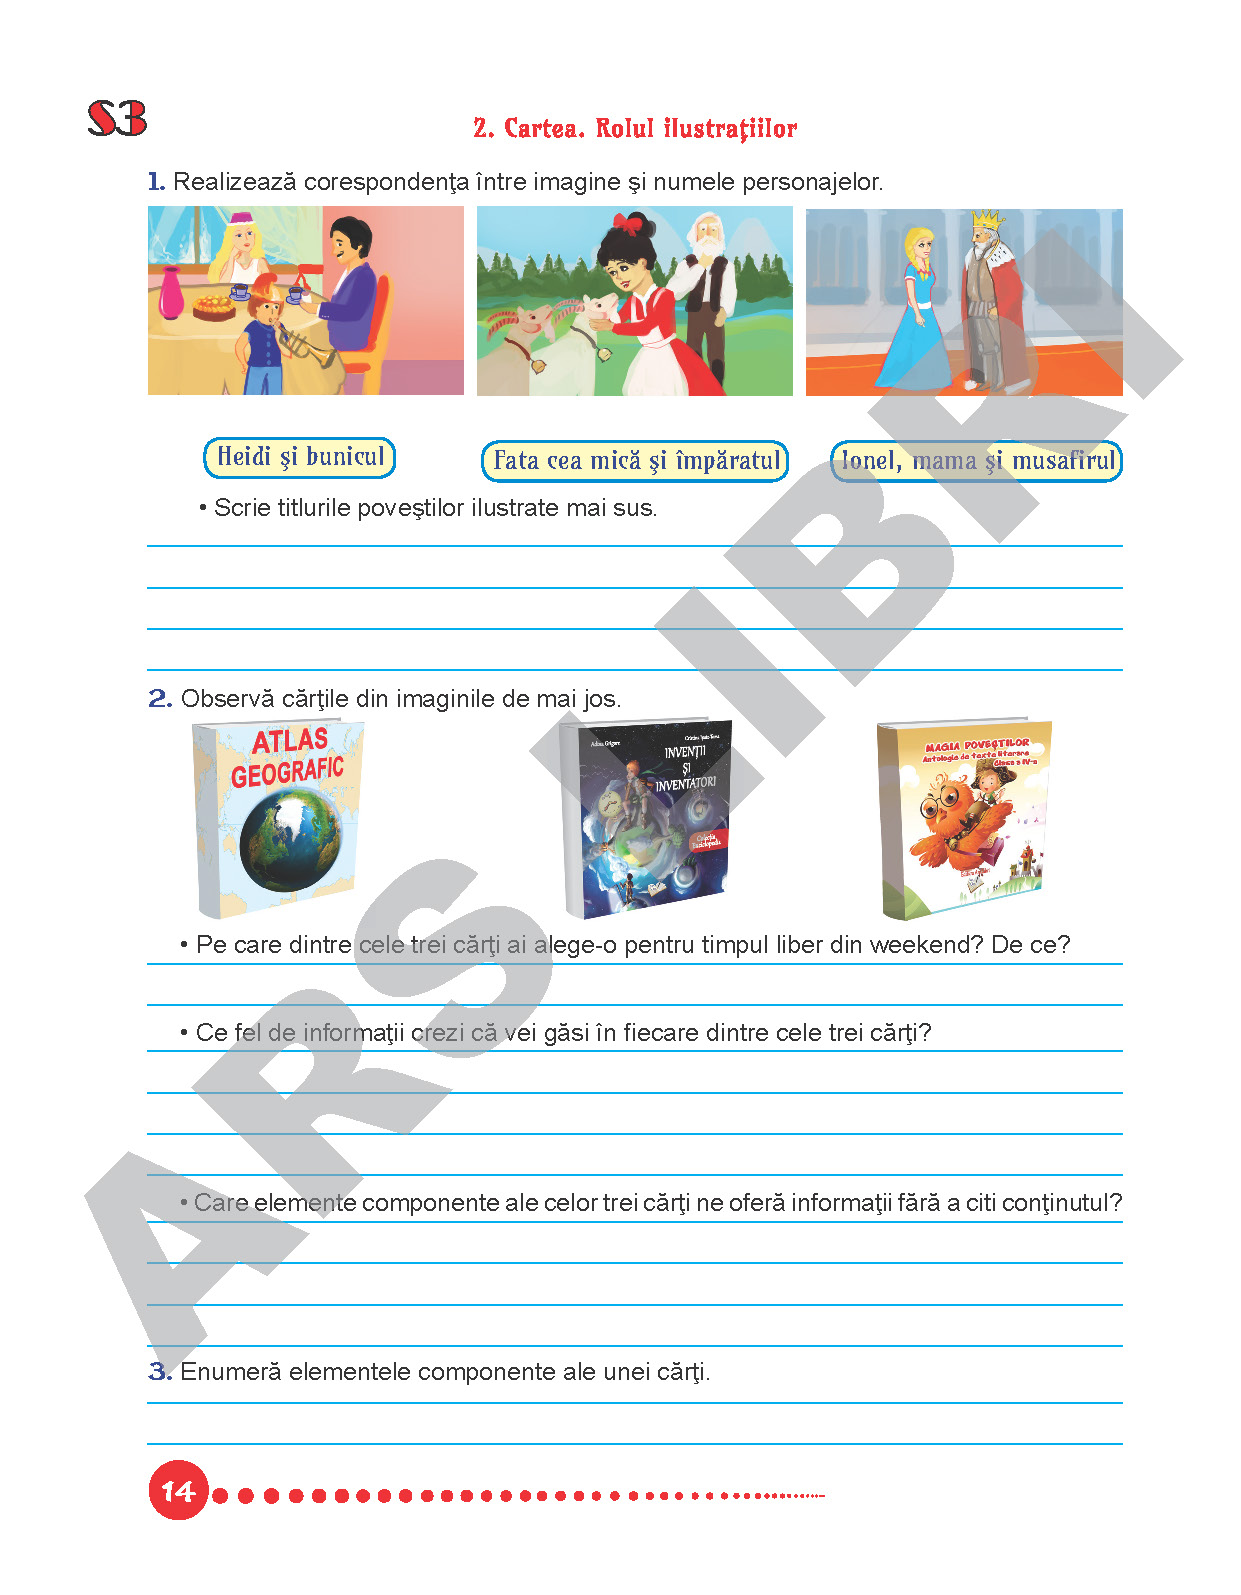 S3
2. Cartea. Rolul ilustraţiilor
1. Realizează corespondenţa între imagine şi numele personajelor.
Heidi şi bunicul
Fata cea mică şi împăratul
Ionel, mama şi musafirul
• Scrie titlurile poveştilor ilustrate mai sus.
2. Observă cărţile din imaginile de mai jos.
ATLAS
GEOGRAFIC
Adina Grigore
INVENŢII
ŞI
INVENTATORI
Colecţia
Enciclopedia
MAGIA POVEŞTILOR
Antologie de texte literare
clasa a IV-a
• Pe care dintre cele trei cărţi ai alege-o pentru timpul liber din weekend? De ce?
• Ce fel de informaţii crezi că vei găsi în fiecare dintre cele trei cărţi?
• Care elemente componente ale celor trei cărţi ne oferă informaţii fără a citi conţinutul?
3. Enumeră elementele componente ale unei cărţi.
14
ARS LIBRI